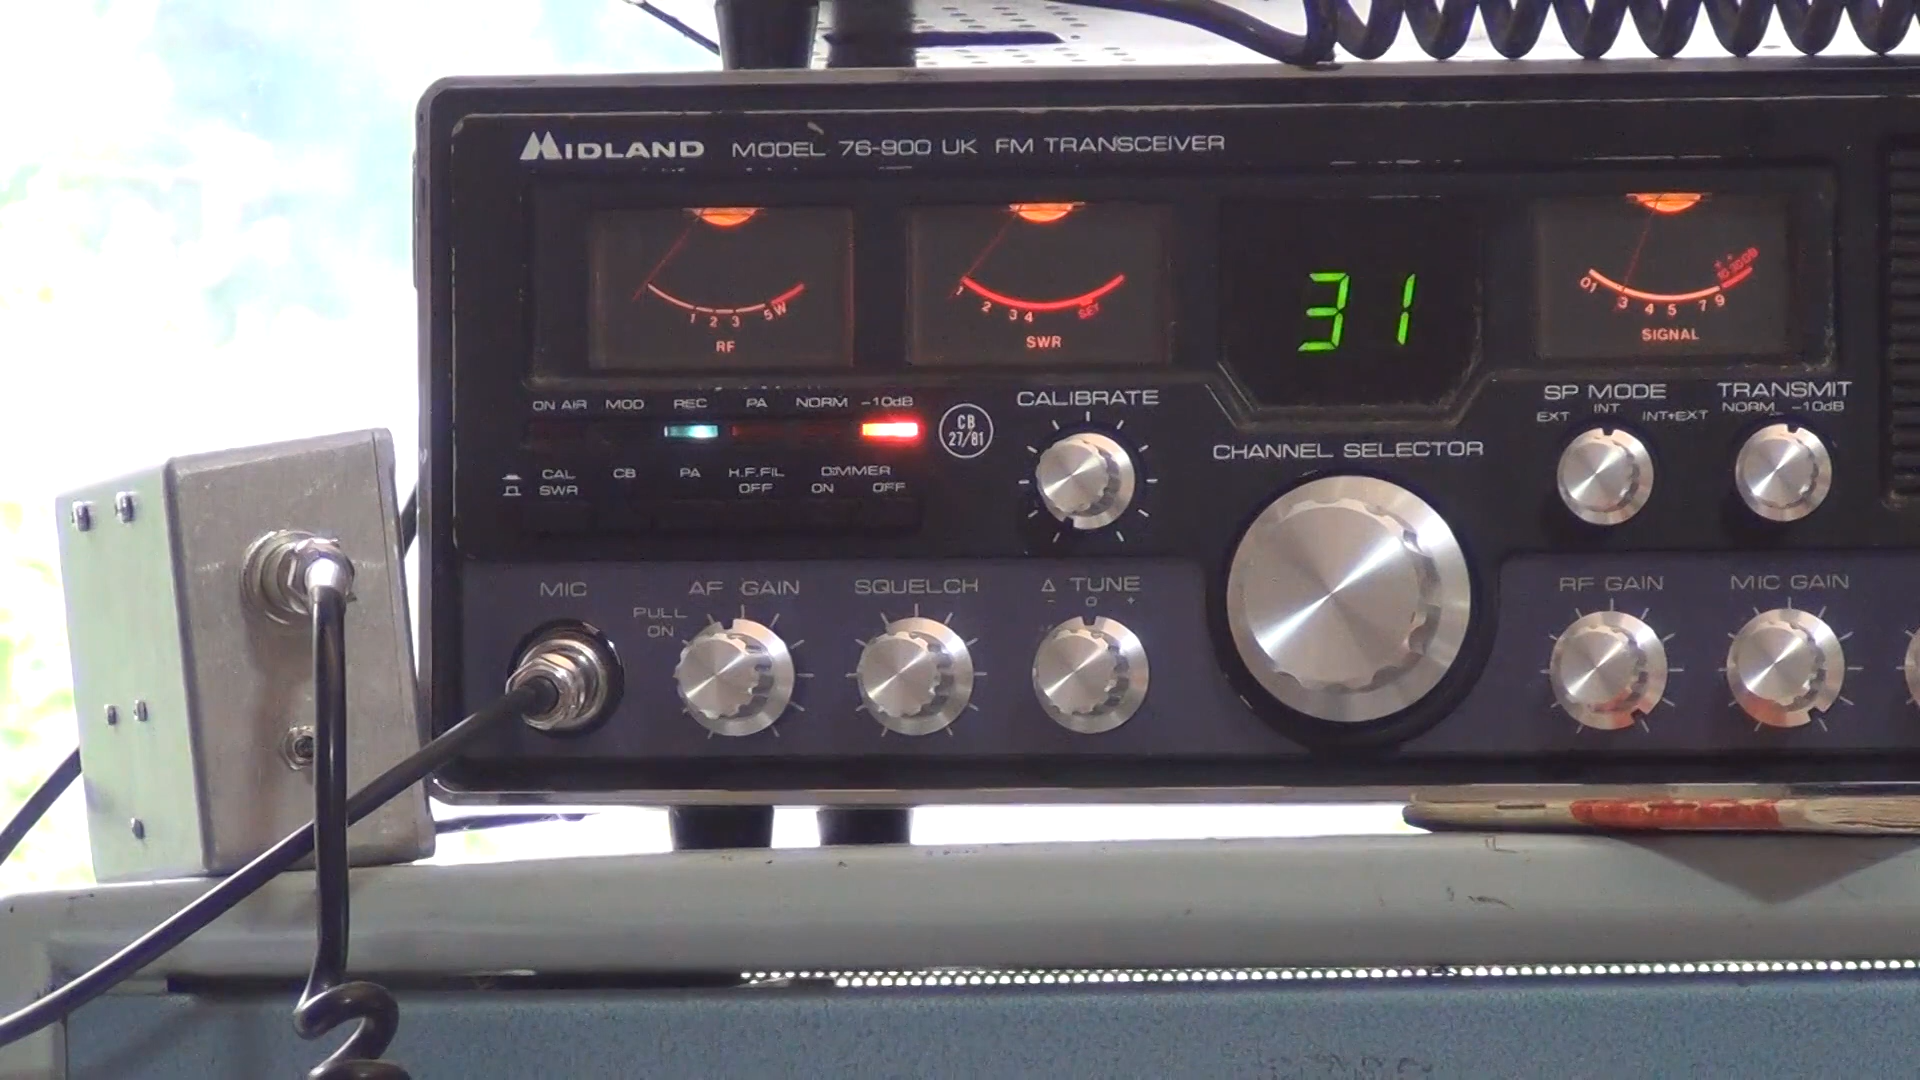 MIDLAND MODEL 76-900 UK FM TRANSCEIVER
1 2 3 5 W
RF
1 2 3 4 SET
SWR
31
0 1 3 4 5 7 9
SIGNAL
ON AIR MOD REC PA NORM -10dB
CB
27/81
CAL CB PA H.F.FIL DIMMER
SWR OFF ON OFF
CALIBRATE
CHANNEL SELECTOR
SP MODE
EXT INT INT+EXT
TRANSMIT
NORM -10dB
MIC
PULL
ON
AF GAIN
SQUELCH
Δ TUNE
- 0 +
RF GAIN
MIC GAIN